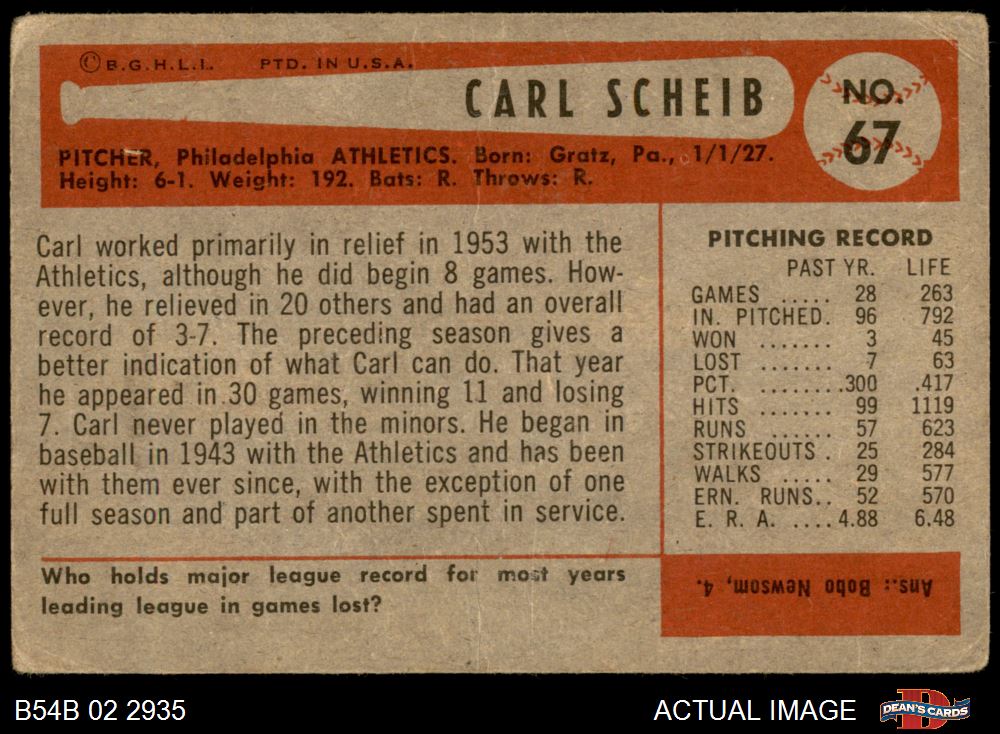 © B.G.H.L.I. PTD. IN U.S.A.
CARL SCHEIB
NO.
67
PITCHER, Philadelphia ATHLETICS. Born: Gratz, Pa., 1/1/27.
Height: 6-1. Weight: 192. Bats: R. Throws: R.
Carl worked primarily in relief in 1953 with the
Athletics, although he did begin 8 games. How-
ever, he relieved in 20 others and had an overall
record of 3-7. The preceding season gives a
better indication of what Carl can do. That year
he appeared in 30 games, winning 11 and losing
7. Carl never played in the minors. He began in
baseball in 1943 with the Athletics and has been
with them ever since, with the exception of one
full season and part of another spent in service.
PITCHING RECORD
PAST YR. LIFE
GAMES ..... 28 263
IN. PITCHED. 96 792
WON ....... 3 45
LOST ....... 7 63
PCT. ........300 .417
HITS ....... 99 1119
RUNS ...... 57 623
STRIKEOUTS . 25 284
WALKS ..... 29 577
ERN. RUNS.. 52 570
E. R. A. ....4.88 6.48
Who holds major league record for most years
leading league in games lost?
Ans.: Bobo Newsom, 4.
B54B 02 2935
ACTUAL IMAGE
D
DEAN'S CARDS